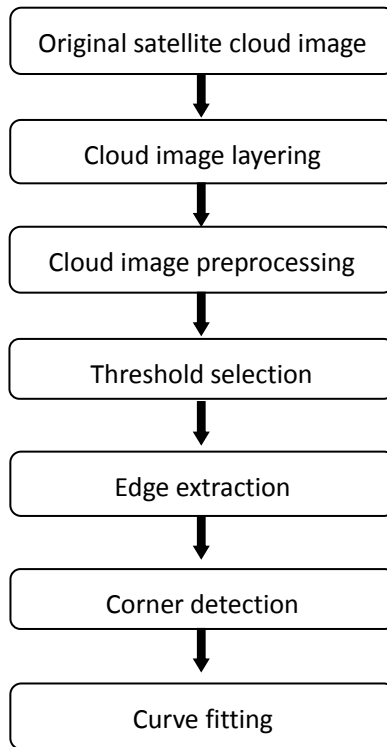 Original satellite cloud image
Cloud image layering
Cloud image preprocessing
Threshold selection
Edge extraction
Corner detection
Curve fitting